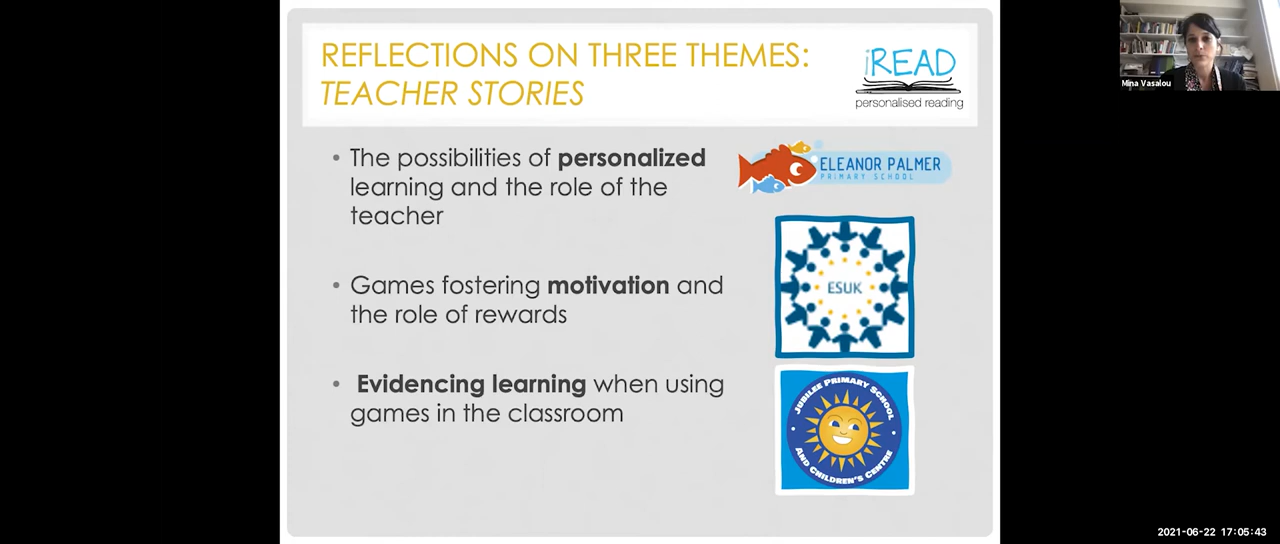 REFLECTIONS ON THREE THEMES:
TEACHER STORIES
iREAD
personalised reading
• The possibilities of personalized
learning and the role of the
teacher
• Games fostering motivation and
the role of rewards
• Evidencing learning when using
games in the classroom
ELEANOR PALMER
PRIMARY SCHOOL
ESUK
JUBILEE PRIMARY SCHOOL
AND CHILDREN'S CENTRE
Mina Vasalou
2021-06-22 17:05:43